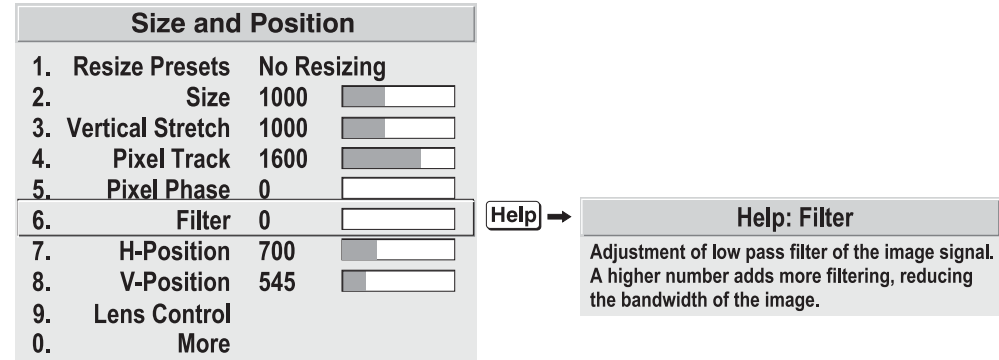 Size and Position
1. Resize Presets No Resizing
2. Size 1000
3. Vertical Stretch 1000
4. Pixel Track 1600
5. Pixel Phase 0
6. Filter 0
7. H-Position 700
8. V-Position 545
9. Lens Control
0. More
Help →
Help: Filter
Adjustment of low pass filter of the image signal.
A higher number adds more filtering, reducing
the bandwidth of the image.